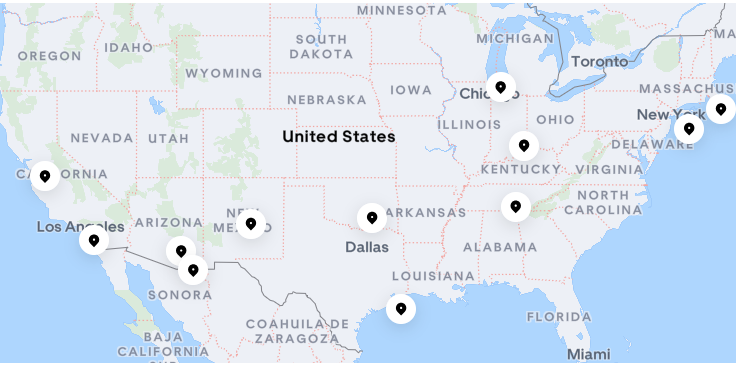 MINNESOTA
OREGON
IDAHO
SOUTH
DAKOTA
MICHIGAN
MA
Toronto
WYOMING
NEBRASKA
IOWA
Chicago
MASSACHUS
NEVADA
UTAH
United States
ILLINOIS
OHIO
New York
DELAWARE
CALIFORNIA
KENTUCKY
VIRGINIA
Los Angeles
ARIZONA
NEW
MEXICO
ARKANSAS
NORTH
CAROLINA
Dallas
ALABAMA
LOUISIANA
SONORA
COAHUILA DE
ZARAGOZA
FLORIDA
BAJA
CALIFORNIA
Miami